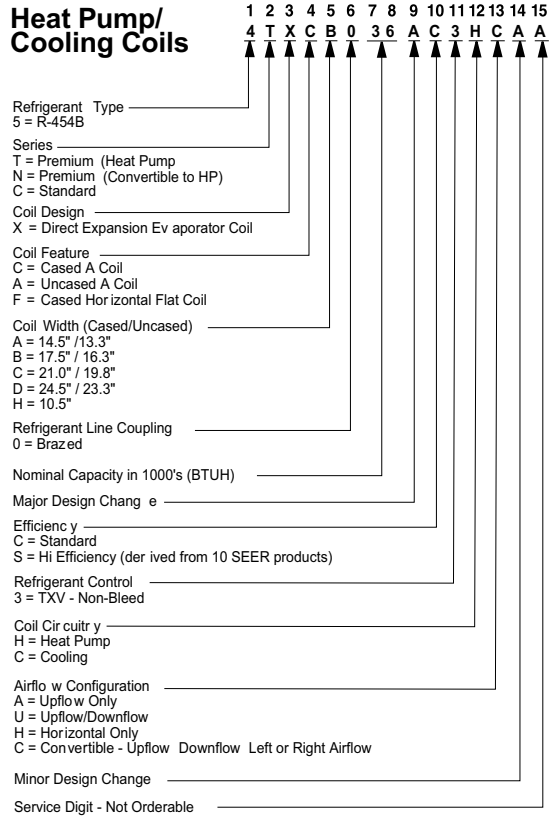 Heat Pump/
Cooling Coils
1 2 3 4 5 6 7 8 9 10 11 12 13 14 15
4 T X C B 0 3 6 A C 3 H C A A
Refrigerant Type
5 = R-454B
Series
T = Premium (Heat Pump
N = Premium (Convertible to HP)
C = Standard
Coil Design
X = Direct Expansion Ev aporator Coil
Coil Feature
C = Cased A Coil
A = Uncased A Coil
F = Cased Hor izontal Flat Coil
Coil Width (Cased/Uncased)
A = 14.5" /13.3"
B = 17.5" / 16.3"
C = 21.0" / 19.8"
D = 24.5" / 23.3"
H = 10.5"
Refrigerant Line Coupling
0 = Brazed
Nominal Capacity in 1000's (BTUH)
Major Design Chang e
Efficienc y
C = Standard
S = Hi Efficiency (der ived from 10 SEER products)
Refrigerant Control
3 = TXV - Non-Bleed
Coil Cir cuitr y
H = Heat Pump
C = Cooling
Airflo w Configuration
A = Upflow Only
U = Upflow/Downflow
H = Horizontal Only
C = Convertible - Upflow Downflow Left or Right Airflow
Minor Design Change
Service Digit - Not Orderable